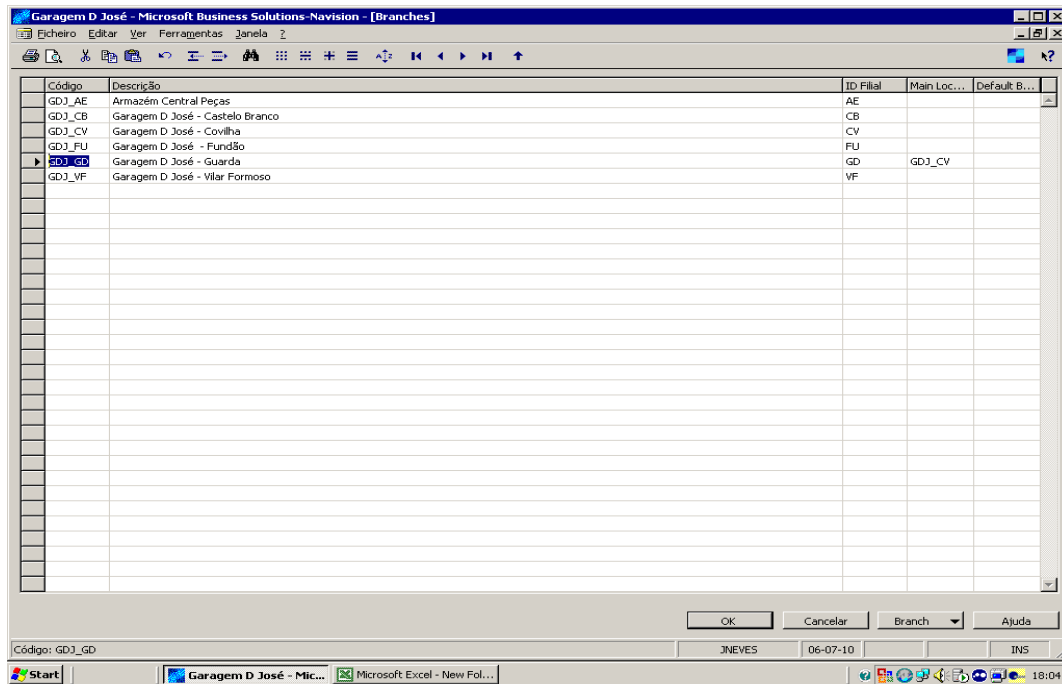 Garagem D José - Microsoft Business Solutions-Navision - [Branches]
Ficheiro Editar Ver Ferramentas Janela ?
Código Descrição ID Filial Main Loc... Default B...
GDJ_AE Armazém Central Peças AE
GDJ_CB Garagem D José - Castelo Branco CB
GDJ_CV Garagem D José - Covilha CV
GDJ_FU Garagem D José - Fundão FU
GDJ_GD Garagem D José - Guarda GD GDJ_CV
GDJ_VF Garagem D José - Vilar Formoso VF
OK Cancelar Branch Ajuda
Código: GDJ_GD JNEVES 06-07-10 INS
Start Garagem D José - Mic... Microsoft Excel - New Fol... 18:04